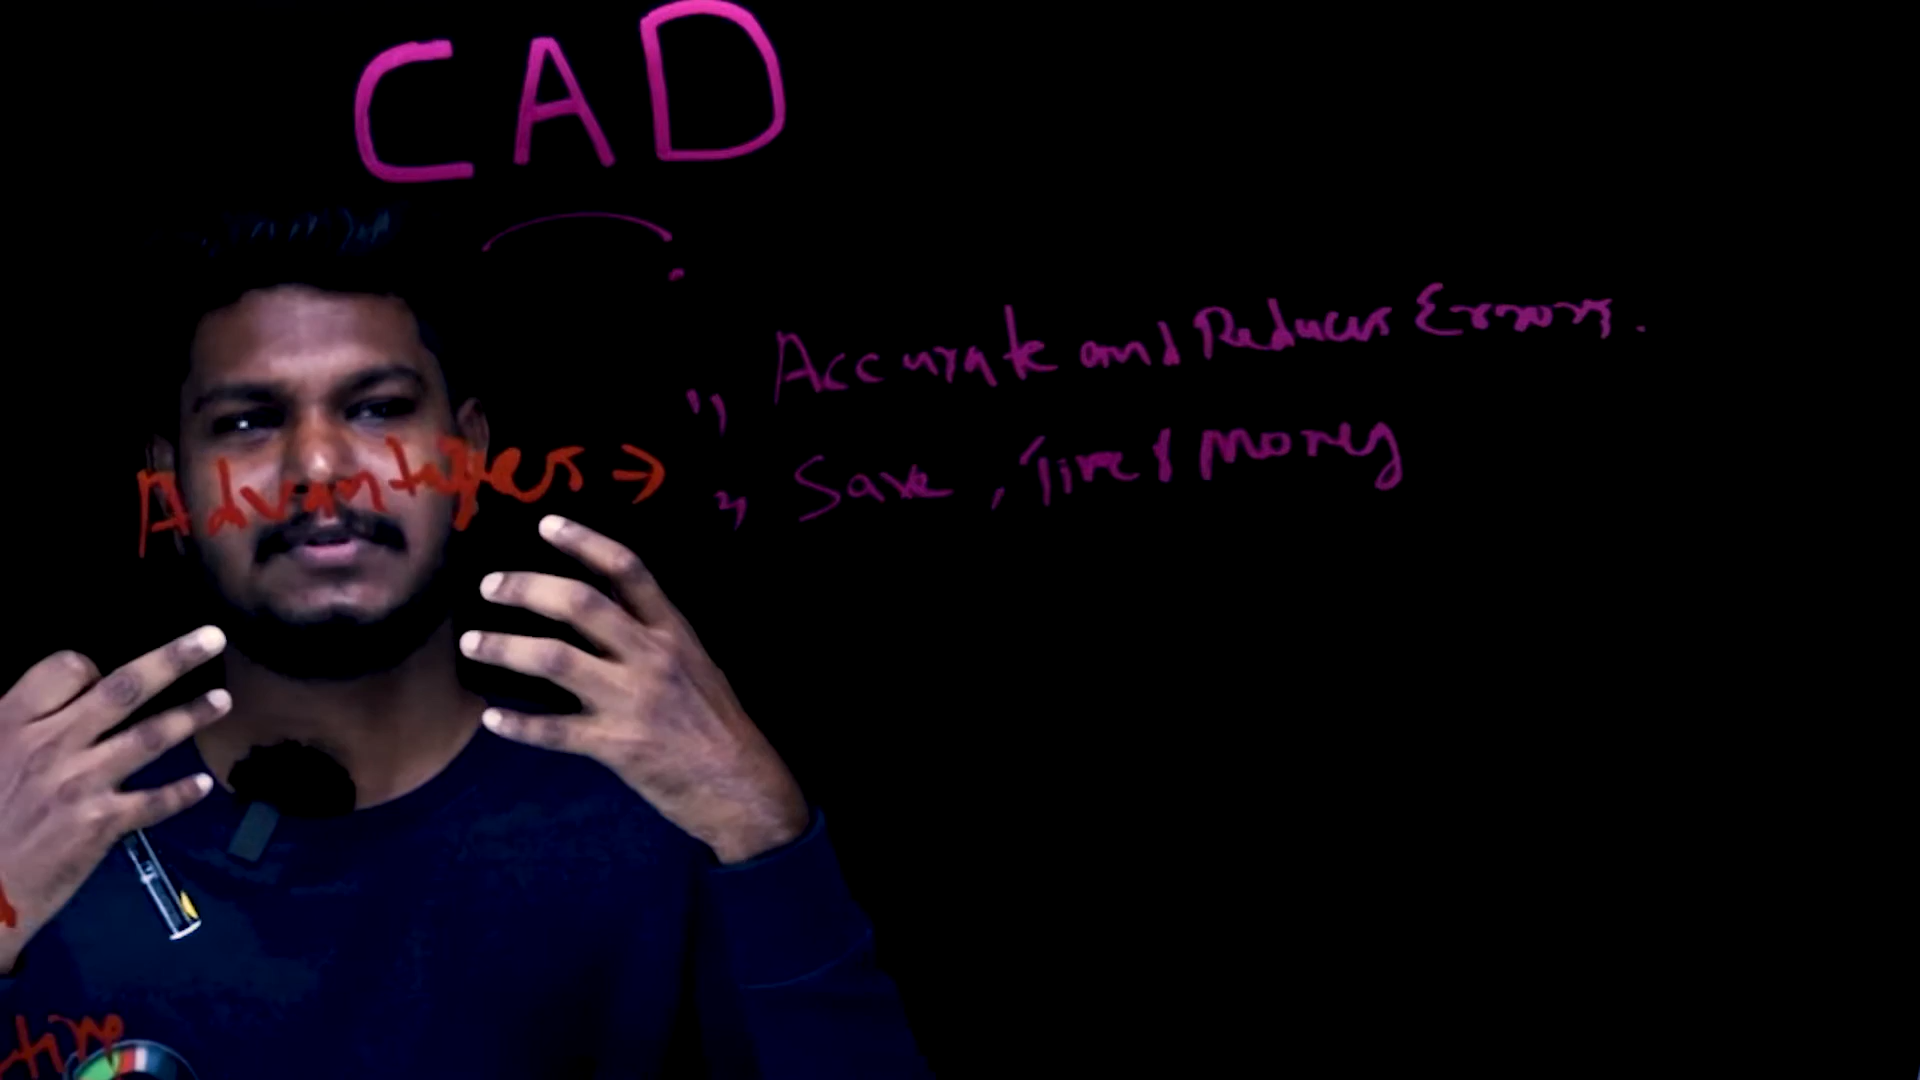 CAD
Advantages →
1, Accurate and Reduces Errors.
2, Save, Time & Money